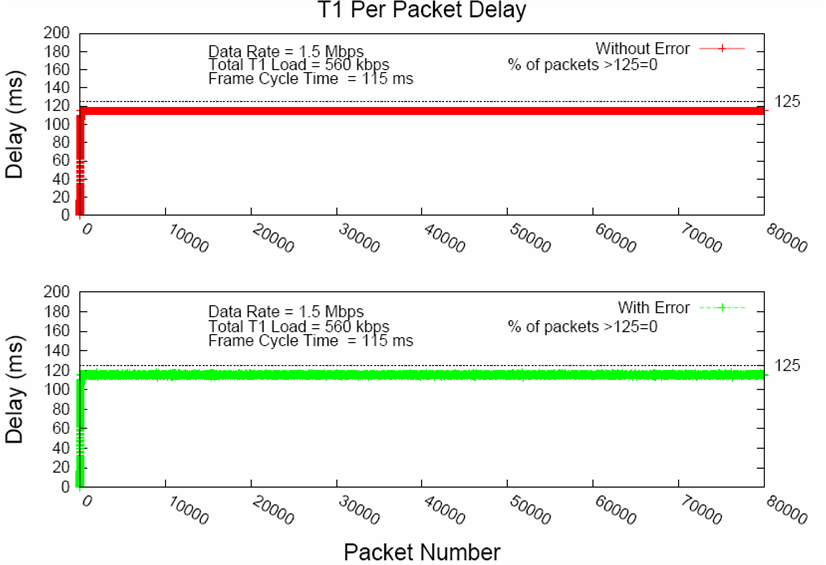 T1 Per Packet Delay
200
180
160
140
120
100
80
60
40
20
0
Delay (ms)
Data Rate = 1.5 Mbps
Total T1 Load = 560 kbps
Frame Cycle Time = 115 ms
Without Error
% of packets >125=0
125
0 10000 20000 30000 40000 50000 60000 70000 80000
200
180
160
140
120
100
80
60
40
20
0
Delay (ms)
Data Rate = 1.5 Mbps
Total T1 Load = 560 kbps
Frame Cycle Time = 115 ms
With Error
% of packets >125=0
125
0 10000 20000 30000 40000 50000 60000 70000 80000
Packet Number